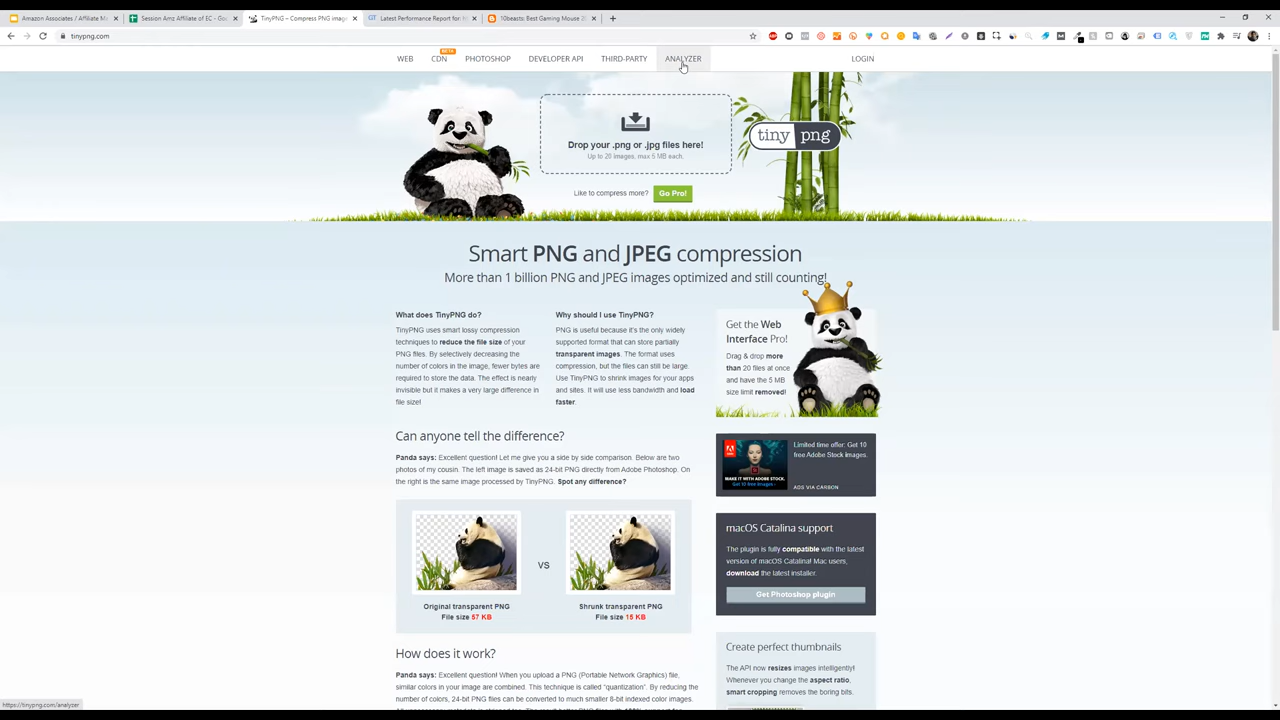 Amazon Associates / Affiliate M
Session Amz Affiliate of EC - Go
TinyPNG – Compress PNG imag
Latest Performance Report for:
10beasts: Best Gaming Mouse 2
tinypng.com
WEB
CDN
BETA
PHOTOSHOP
DEVELOPER API
THIRD-PARTY
ANALYZER
LOGIN
Drop your .png or .jpg files here!
Up to 20 images, max 5 MB each.
tiny png
Like to compress more?
Go Pro!
Smart PNG and JPEG compression
More than 1 billion PNG and JPEG images optimized and still counting!
What does TinyPNG do?
TinyPNG uses smart lossy compression
techniques to reduce the file size of your
PNG files. By selectively decreasing the
number of colors in the image, fewer bytes are
required to store the data. The effect is nearly
invisible but it makes a very large difference in
file size!
Why should I use TinyPNG?
PNG is useful because it's the only widely
supported format that can store partially
transparent images. The format uses
compression, but the files can still be large.
Use TinyPNG to shrink images for your apps
and sites. It will use less bandwidth and load
faster.
Get the Web
Interface Pro!
Drag & drop more
than 20 files at once
and have the 5 MB
size limit removed!
Can anyone tell the difference?
Panda says: Excellent question! Let me give you a side by side comparison. Below are two
photos of my cousin. The left image is saved as 24-bit PNG directly from Adobe Photoshop. On
the right is the same image processed by TinyPNG. Spot any difference?
VS
Original transparent PNG
File size 57 KB
Shrunk transparent PNG
File size 15 KB
MAKE IT WITH ADOBE STOCK.
Get 10 free images ›
Limited time offer: Get 10
free Adobe Stock images.
ADS VIA CARBON
macOS Catalina support
The plugin is fully compatible with the latest
version of macOS Catalina! Mac users,
download the latest installer.
Get Photoshop plugin
Create perfect thumbnails
The API now resizes images intelligently!
Whenever you change the aspect ratio,
smart cropping removes the boring bits.
How does it work?
Panda says: Excellent question! When you upload a PNG (Portable Network Graphics) file,
similar colors in your image are combined. This technique is called "quantization". By reducing the
number of colors, 24-bit PNG files can be converted to much smaller 8-bit indexed color images.
https://tinypng.com/analyzer